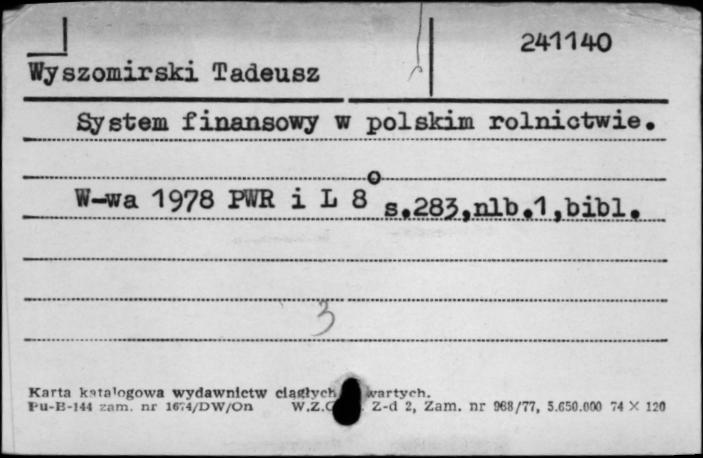 241140
Wyszomirski Tadeusz
System finansowy w polskim rolnictwie.
W-wa 1978 PWR i L 8° s.283,nlb.1,bibl.
3
Karta katalogowa wydawnictw ciągłych wartych.
Pu-B-144 zam. nr 1674/DW/On W.Z.G. Z-d 2, Zam. nr 968/77, 5.650.000 74 X 120